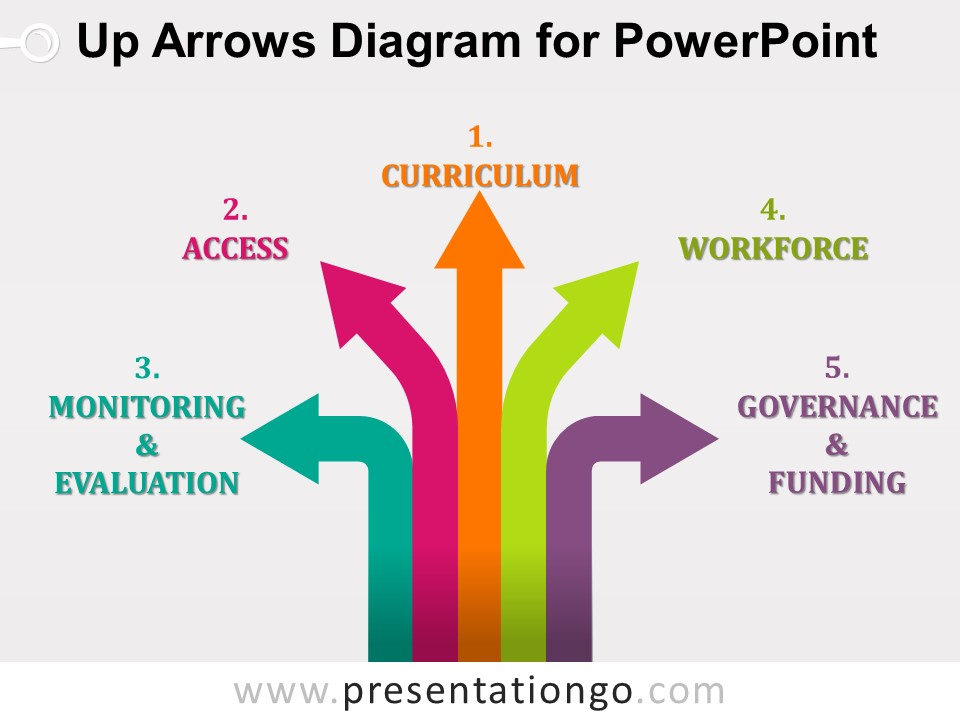 Up Arrows Diagram for PowerPoint
1.
CURRICULUM
2.
ACCESS
4.
WORKFORCE
3.
MONITORING
&
EVALUATION
5.
GOVERNANCE
&
FUNDING
www.presentationgo.com